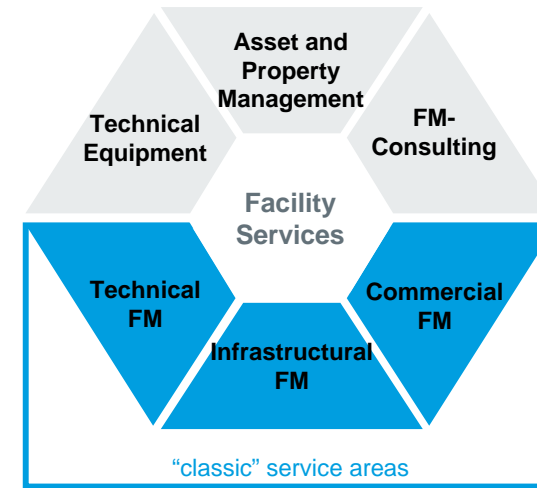 Asset and
Property
Management
Technical
Equipment
FM-
Consulting
Facility
Services
Technical
FM
Commercial
FM
Infrastructural
FM
“classic” service areas